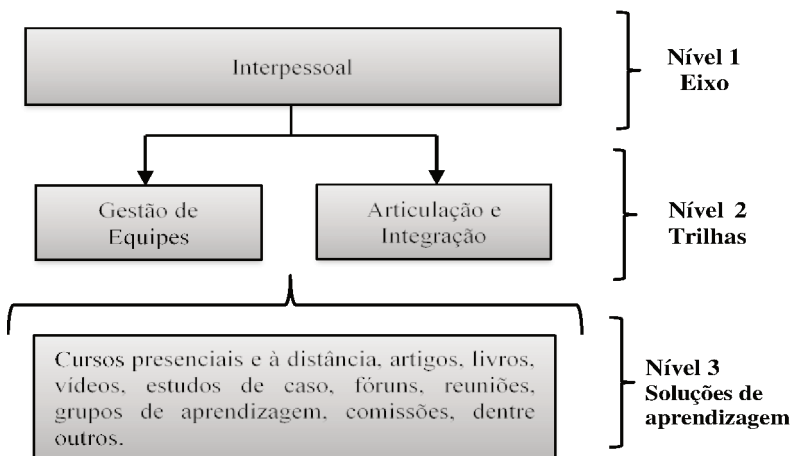 Interpessoal
Nível 1
Eixo
Gestão de
Equipes
Articulação e
Integração
Nível 2
Trilhas
Cursos presenciais e à distância, artigos, livros,
vídeos, estudos de caso, fóruns, reuniões,
grupos de aprendizagem, comissões, dentre
outros.
Nível 3
Soluções de
aprendizagem